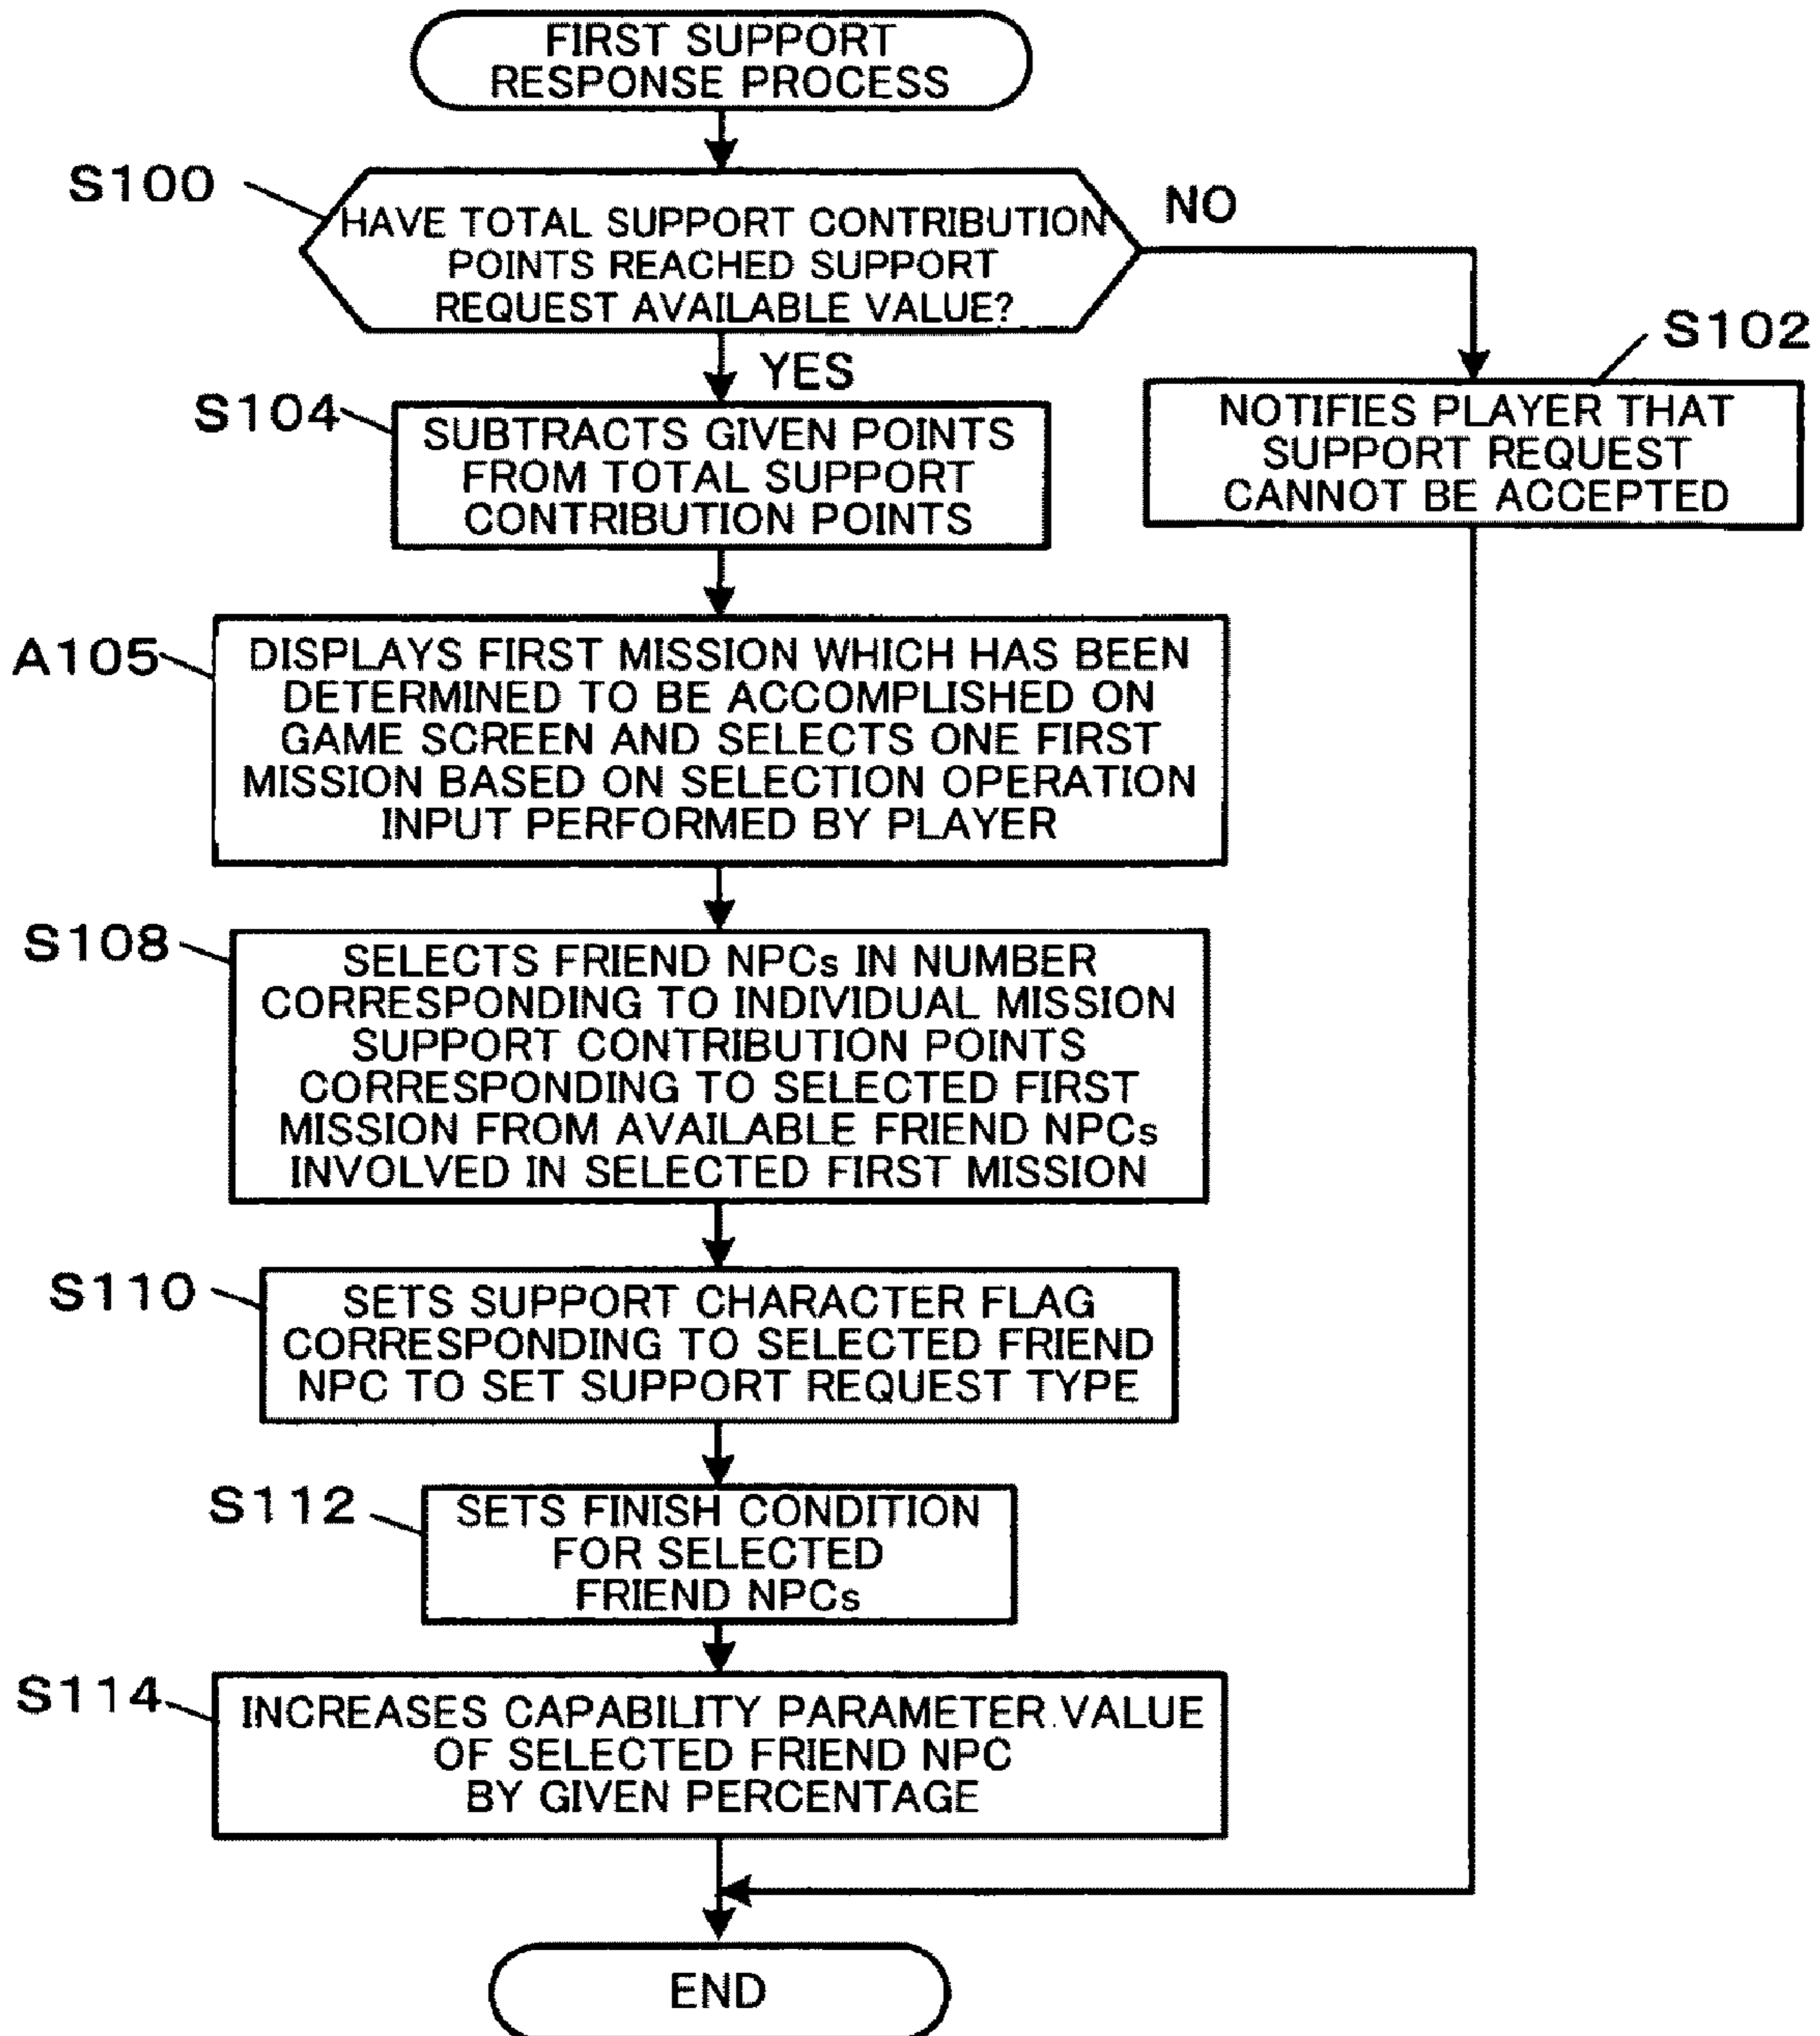 FIRST SUPPORT
RESPONSE PROCESS
S100
HAVE TOTAL SUPPORT CONTRIBUTION
POINTS REACHED SUPPORT
REQUEST AVAILABLE VALUE?
NO
YES
S102
NOTIFIES PLAYER THAT
SUPPORT REQUEST
CANNOT BE ACCEPTED
S104
SUBTRACTS GIVEN POINTS
FROM TOTAL SUPPORT
CONTRIBUTION POINTS
A105
DISPLAYS FIRST MISSION WHICH HAS BEEN
DETERMINED TO BE ACCOMPLISHED ON
GAME SCREEN AND SELECTS ONE FIRST
MISSION BASED ON SELECTION OPERATION
INPUT PERFORMED BY PLAYER
S108
SELECTS FRIEND NPCs IN NUMBER
CORRESPONDING TO INDIVIDUAL MISSION
SUPPORT CONTRIBUTION POINTS
CORRESPONDING TO SELECTED FIRST
MISSION FROM AVAILABLE FRIEND NPCs
INVOLVED IN SELECTED FIRST MISSION
S110
SETS SUPPORT CHARACTER FLAG
CORRESPONDING TO SELECTED FRIEND
NPC TO SET SUPPORT REQUEST TYPE
S112
SETS FINISH CONDITION
FOR SELECTED
FRIEND NPCs
S114
INCREASES CAPABILITY PARAMETER VALUE
OF SELECTED FRIEND NPC
BY GIVEN PERCENTAGE
END